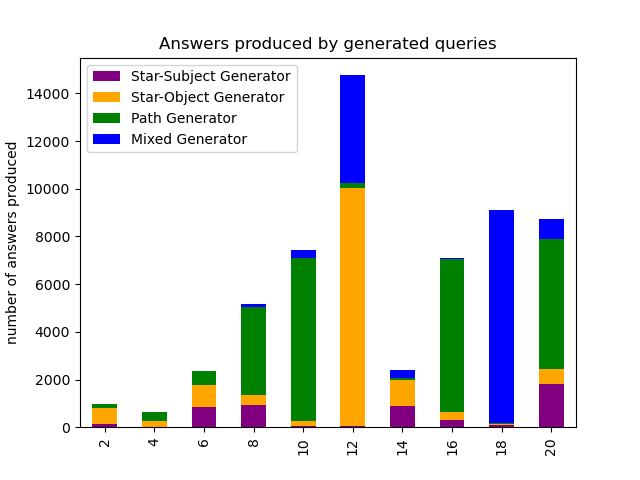 Answers produced by generated queries
Star-Subject Generator
Star-Object Generator
Path Generator
Mixed Generator
number of answers produced
14000
12000
10000
8000
6000
4000
2000
0
2 4 6 8 10 12 14 16 18 20